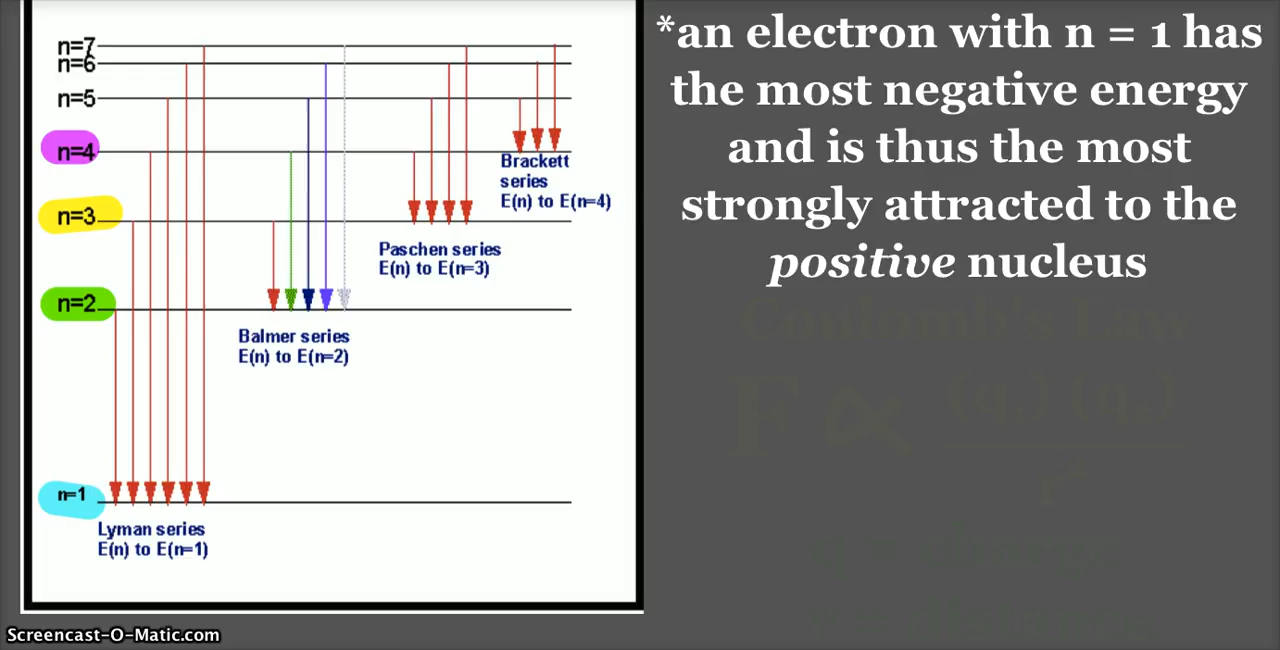 n=7
n=6
n=5
n=4
n=3
n=2
n=1
Brackett
series
E(n) to E(n=4)
Paschen series
E(n) to E(n=3)
Balmer series
E(n) to E(n=2)
Lyman series
E(n) to E(n=1)
*an electron with n = 1 has
the most negative energy
and is thus the most
strongly attracted to the
positive nucleus
Coulomb's Law
Screencast-O-Matic.com